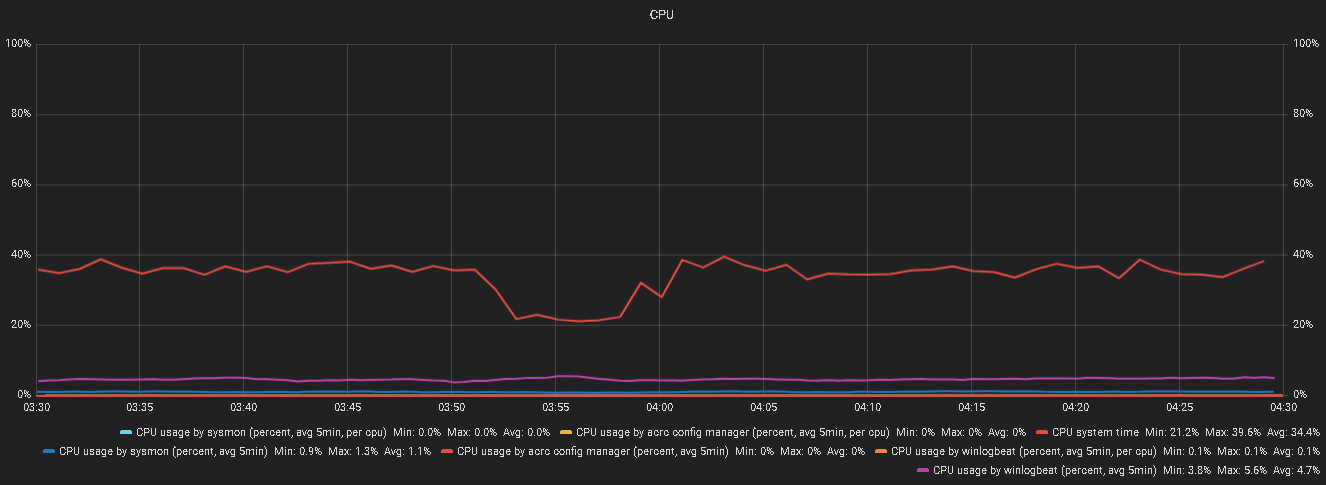 CPU
100% 100%
80% 80%
60% 60%
40% 40%
20% 20%
0% 0%
03:30 03:35 03:40 03:45 03:50 03:55 04:00 04:05 04:10 04:15 04:20 04:25 04:30
CPU usage by sysmon (percent, avg 5min, per cpu) Min: 0.0% Max: 0.0% Avg: 0.0% CPU usage by acrc config manager (percent, avg 5min, per cpu) Min: 0% Max: 0% Avg: 0% CPU system time Min: 21.2% Max: 39.6% Avg: 34.4%
CPU usage by sysmon (percent, avg 5min) Min: 0.9% Max: 1.3% Avg: 1.1% CPU usage by acrc config manager (percent, avg 5min) Min: 0% Max: 0% Avg: 0% CPU usage by winlogbeat (percent, avg 5min, per cpu) Min: 0.1% Max: 0.1% Avg: 0.1%
CPU usage by winlogbeat (percent, avg 5min) Min: 3.8% Max: 5.6% Avg: 4.7%